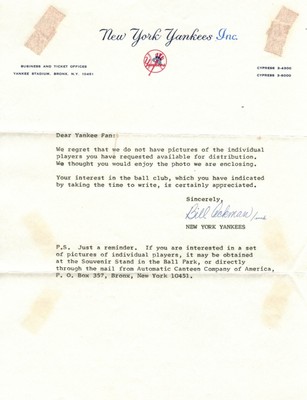 New York Yankees Inc.
BUSINESS AND TICKET OFFICES
YANKEE STADIUM, BRONX, N.Y. 10451
CYPRESS 3-4300
CYPRESS 3-6000
Dear Yankee Fan:
We regret that we do not have pictures of the individual
players you have requested available for distribution.
We thought you would enjoy the photo we are enclosing.
Your interest in the ball club, which you have indicated
by taking the time to write, is certainly appreciated.
Sincerely,
Bill
NEW YORK YANKEES
P.S. Just a reminder. If you are interested in a set
of pictures of individual players, it may be obtained
at the Souvenir Stand in the Ball Park, or directly
through the mail from Automatic Canteen Company of America,
P. O. Box 357, Bronx, New York 10451.